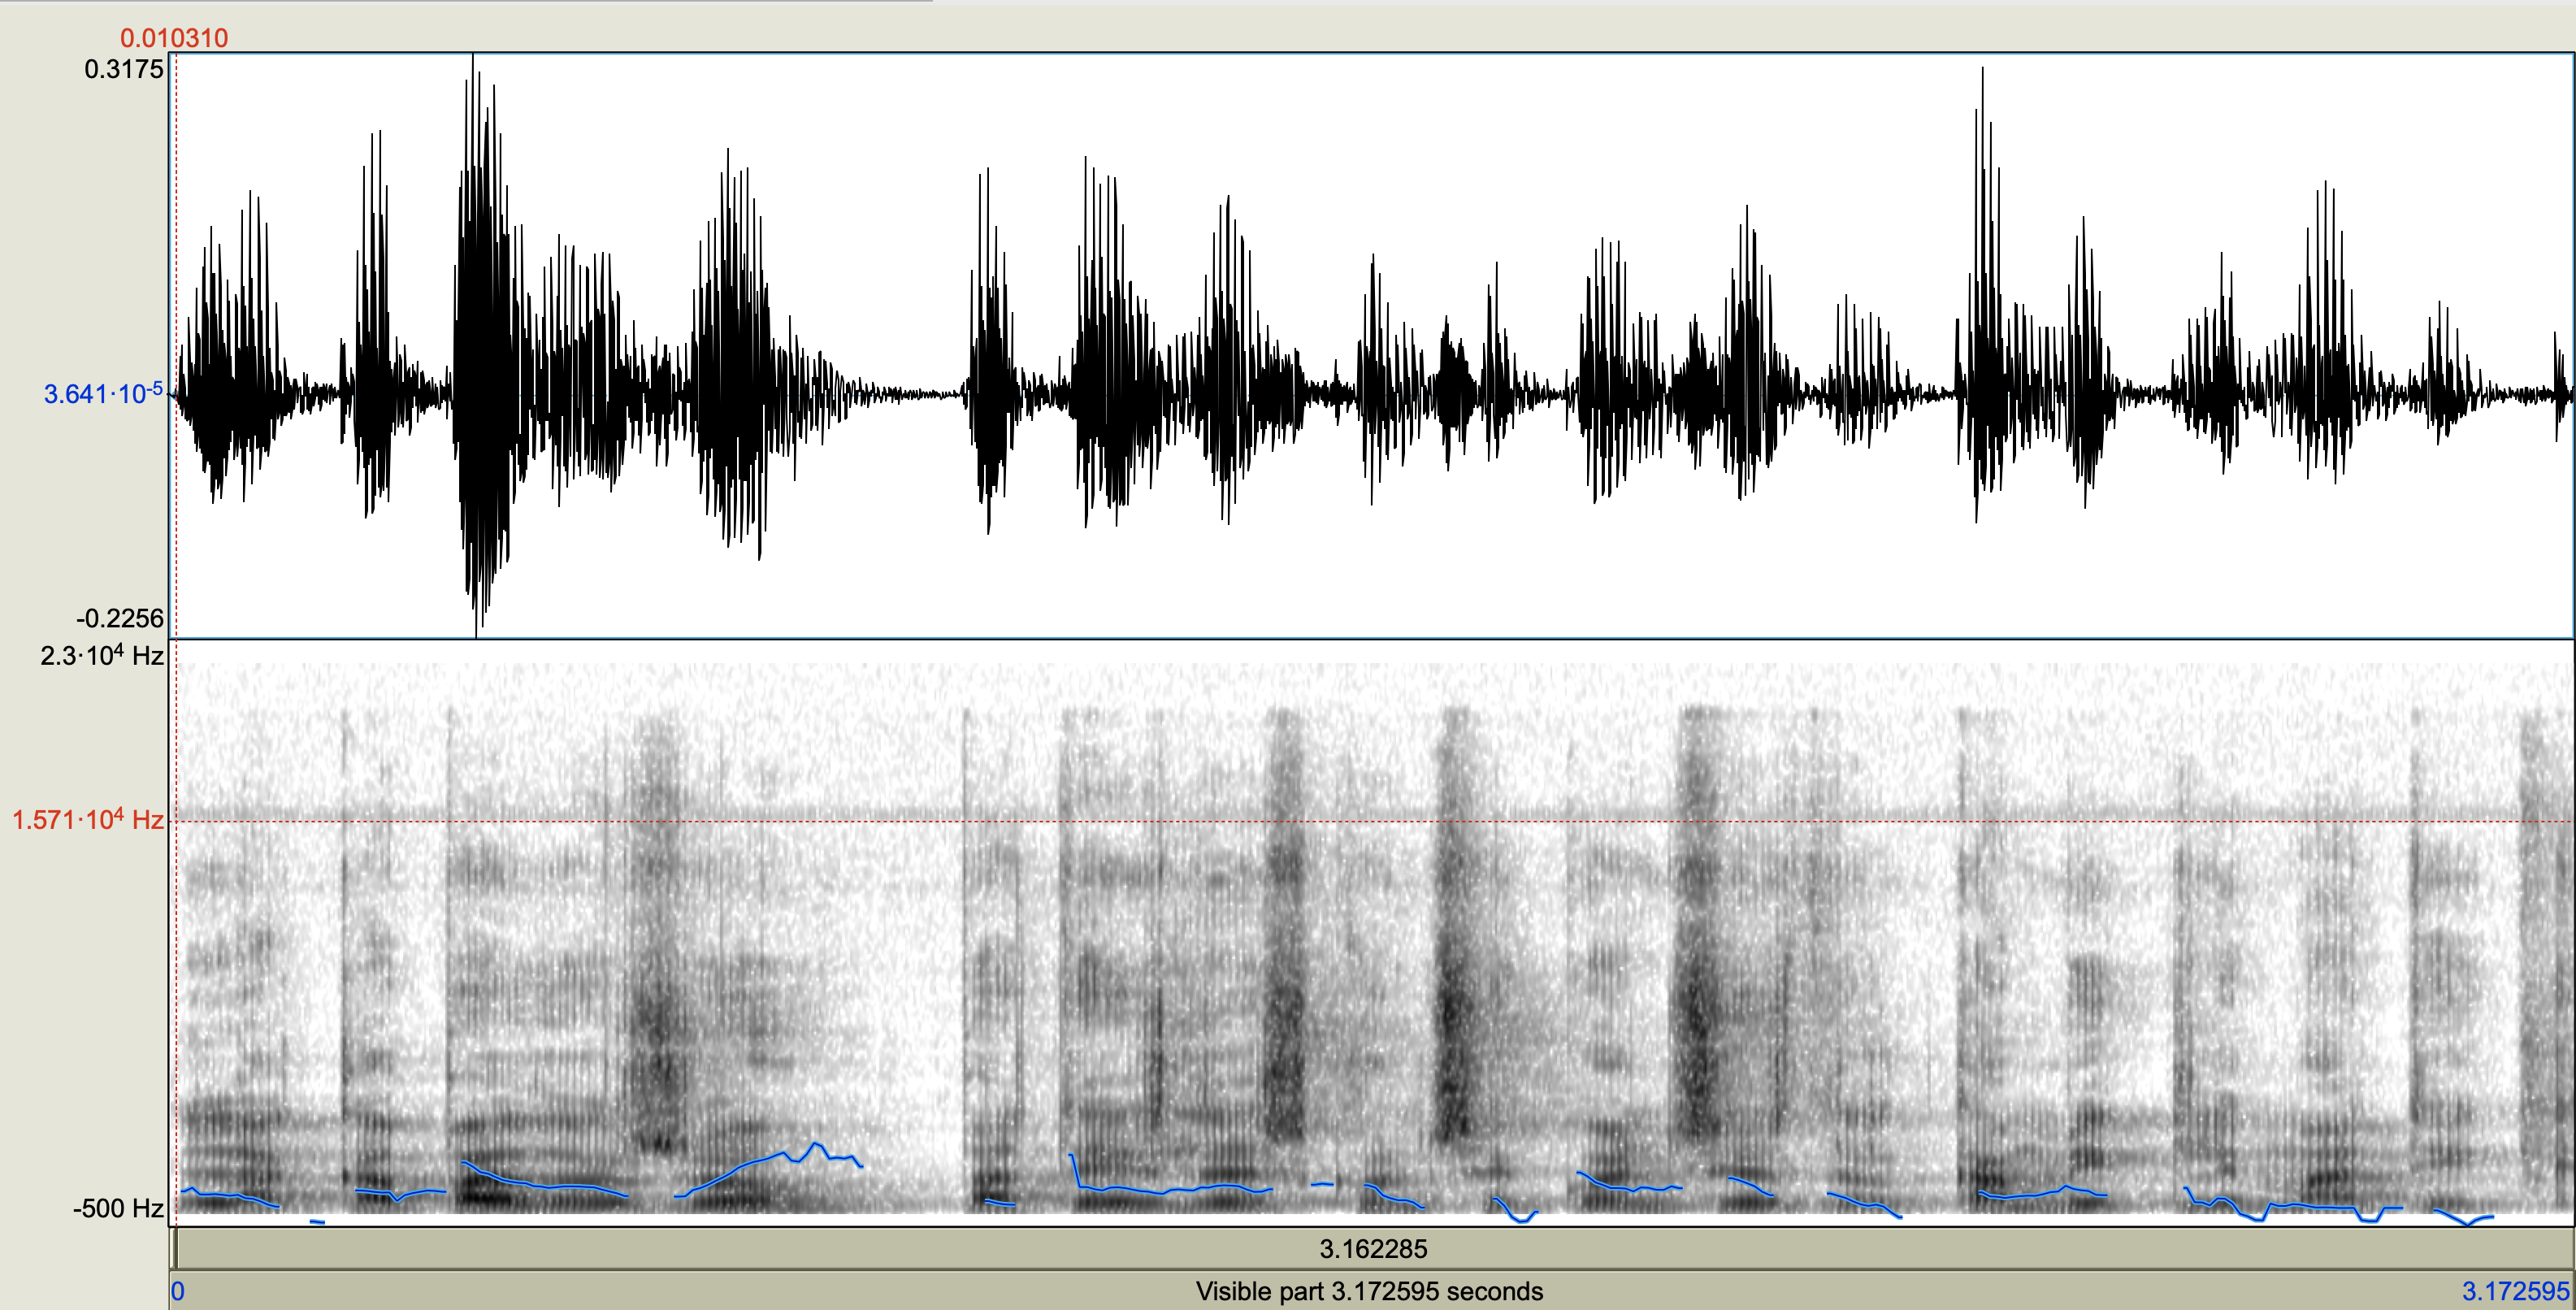 0.010310
0.3175
3.641·10-5
-0.2256
2.3·10⁴ Hz
1.571·10⁴ Hz
-500 Hz
3.162285
0 Visible part 3.172595 seconds 3.172595